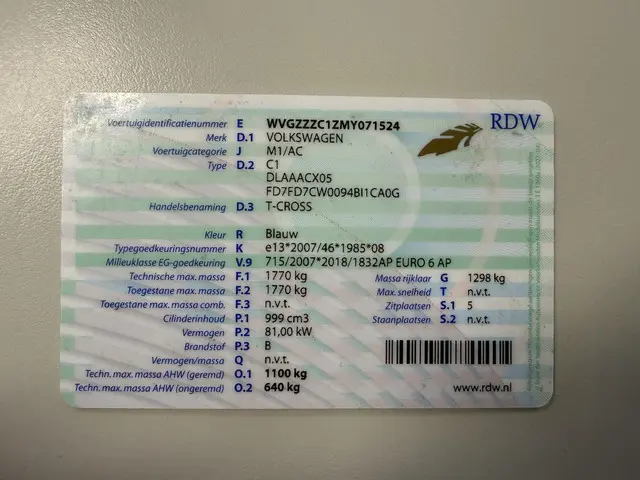 Voertuigidentificatienummer E WVGZZZC1ZMY071524
RDW
Merk D.1 VOLKSWAGEN
Voertuigcategorie J M1/AC
Type D.2 C1
DLAAACX05
FD7FD7CW0094BI1CA0G
Handelsbenaming D.3 T-CROSS
Kleur R Blauw
Typegoedkeuringsnummer K e13*2007/46*1985*08
Milieuklasse EG-goedkeuring V.9 715/2007*2018/1832AP EURO 6 AP
Technische max. massa F.1 1770 kg
Massa rijklaar G 1298 kg
Toegestane max. massa F.2 1770 kg
Max. snelheid T n.v.t.
Toegestane max. massa comb. F.3 n.v.t.
Zitplaatsen S.1 5
Cilinderinhoud P.1 999 cm3
Staanplaatsen S.2 n.v.t.
Vermogen P.2 81,00 kW
Brandstof P.3 B
Vermogen/massa Q n.v.t.
Techn. max. massa AHW (geremd) O.1 1100 kg
Techn. max. massa AHW (ongeremd) O.2 640 kg
www.rdw.nl